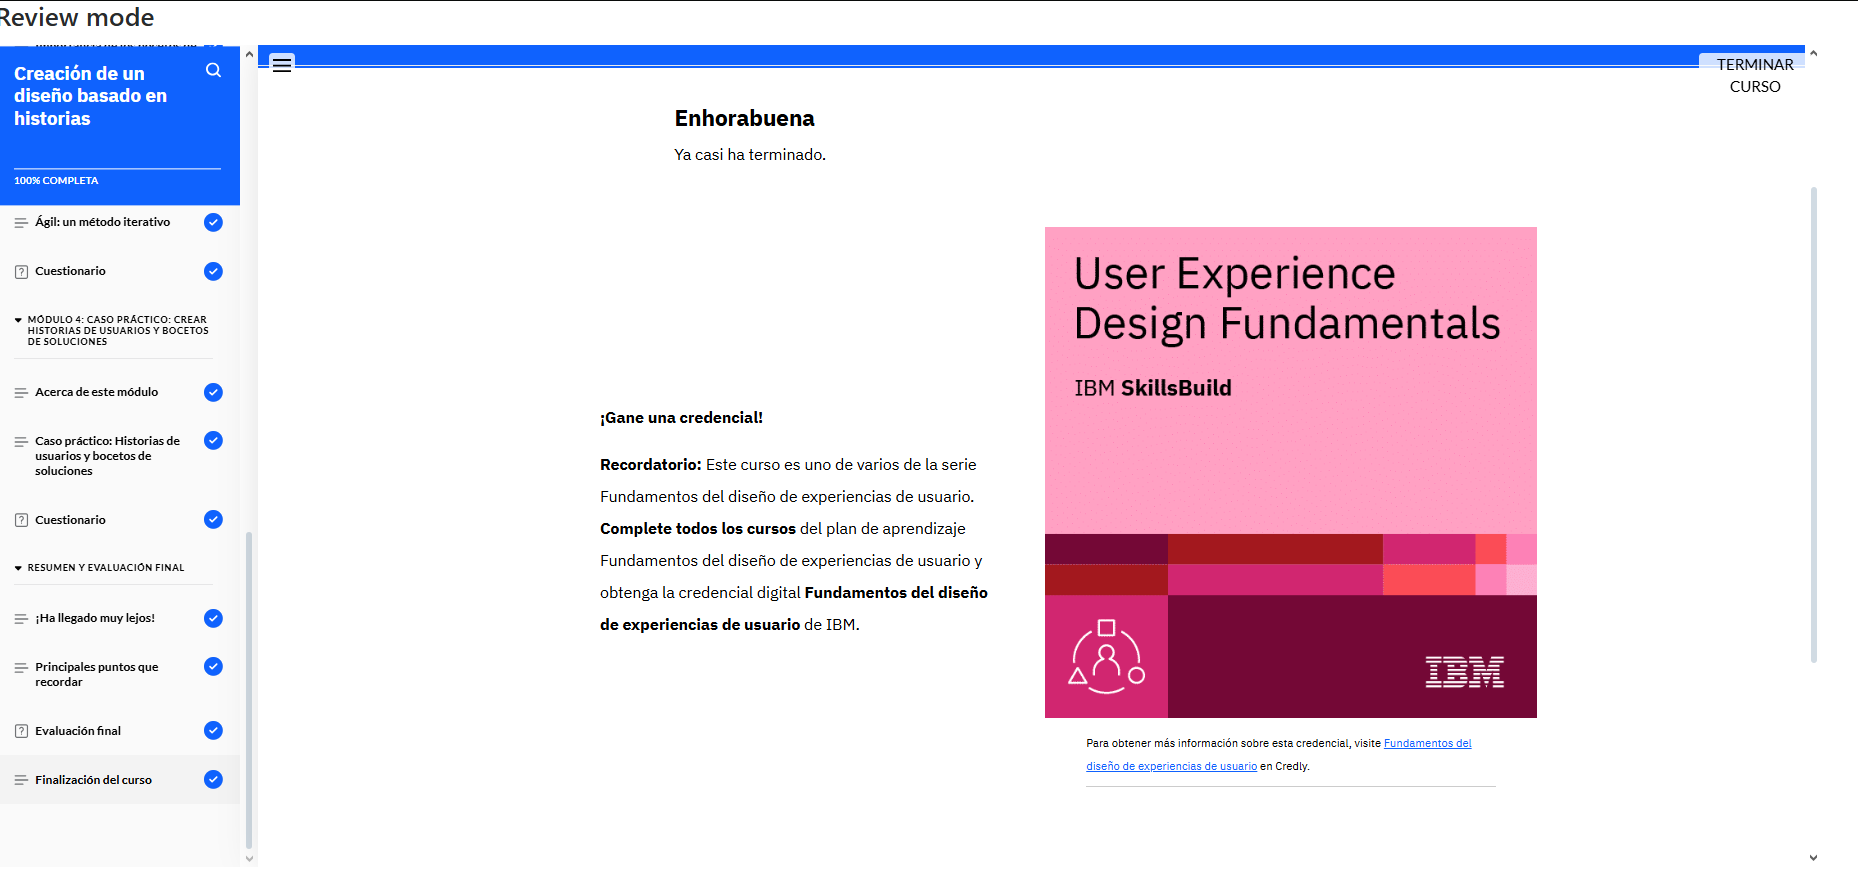 Review mode
Creación de un
diseño basado en
historias
100% COMPLETA
Ágil: un método iterativo
Cuestionario
MÓDULO 4: CASO PRÁCTICO: CREAR
HISTORIAS DE USUARIOS Y BOCETOS
DE SOLUCIONES
Acerca de este módulo
Caso práctico: Historias de
usuarios y bocetos de
soluciones
Cuestionario
RESUMEN Y EVALUACIÓN FINAL
¡Ha llegado muy lejos!
Principales puntos que
recordar
Evaluación final
Finalización del curso
TERMINAR
CURSO
Enhorabuena
Ya casi ha terminado.
¡Gane una credencial!
Recordatorio: Este curso es uno de varios de la serie
Fundamentos del diseño de experiencias de usuario.
Complete todos los cursos del plan de aprendizaje
Fundamentos del diseño de experiencias de usuario y
obtenga la credencial digital Fundamentos del diseño
de experiencias de usuario de IBM.
User Experience
Design Fundamentals
IBM SkillsBuild
IBM
Para obtener más información sobre esta credencial, visite Fundamentos del
diseño de experiencias de usuario en Credly.